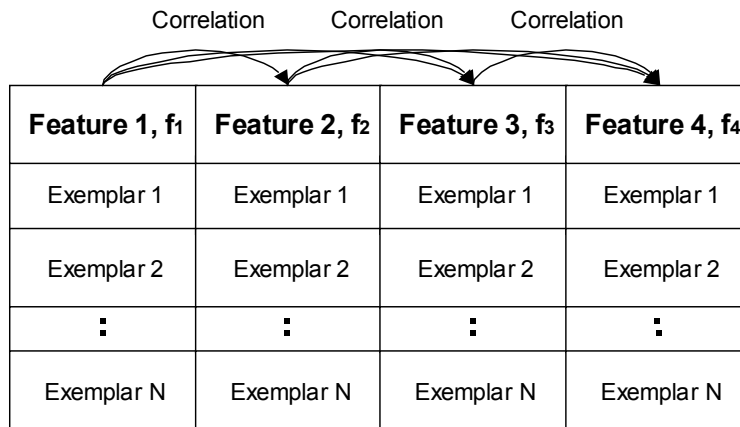 Correlation Correlation Correlation
Feature 1, f1 Feature 2, f2 Feature 3, f3 Feature 4, f4
Exemplar 1 Exemplar 1 Exemplar 1 Exemplar 1
Exemplar 2 Exemplar 2 Exemplar 2 Exemplar 2
: : : :
Exemplar N Exemplar N Exemplar N Exemplar N